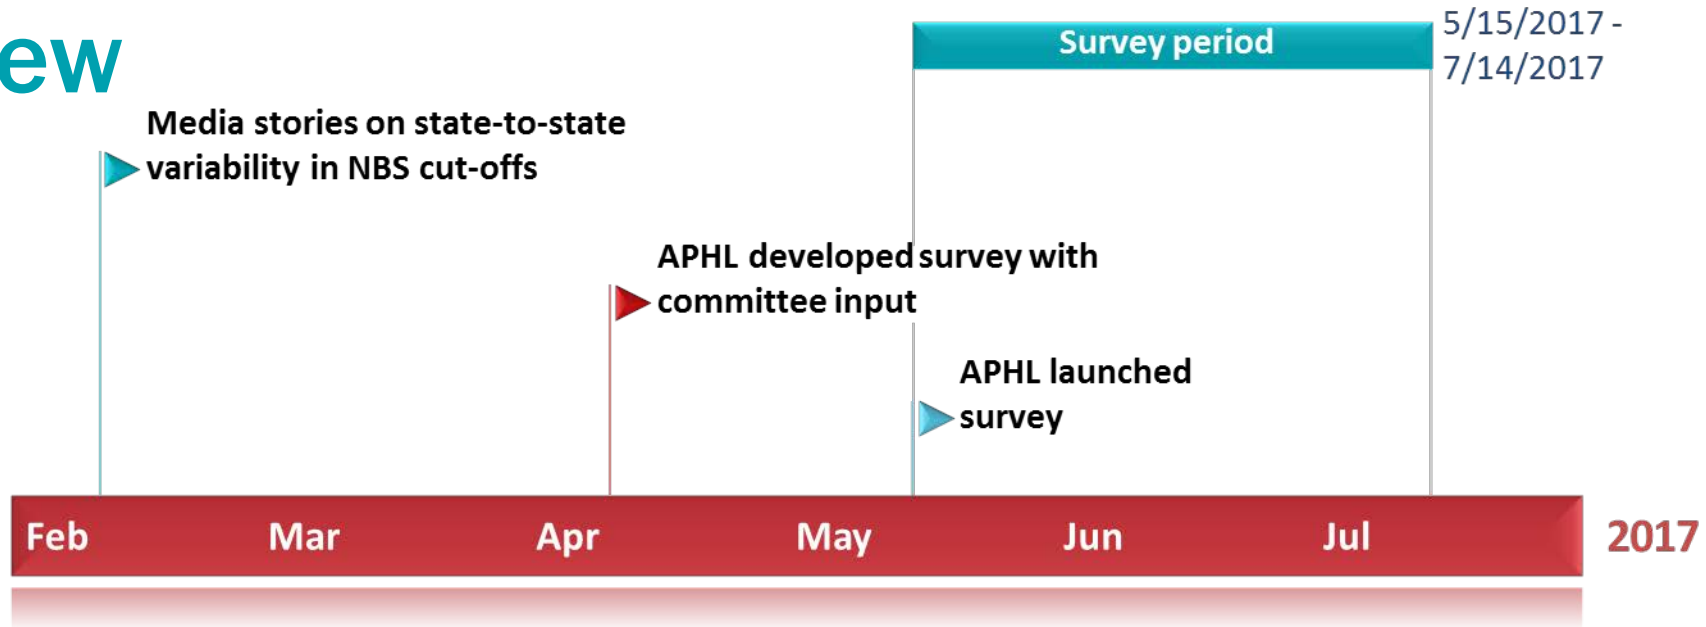 ew
Survey period
5/15/2017 -
7/14/2017
Media stories on state-to-state
variability in NBS cut-offs
APHL developed survey with
committee input
APHL launched
survey
Feb Mar Apr May Jun Jul 2017